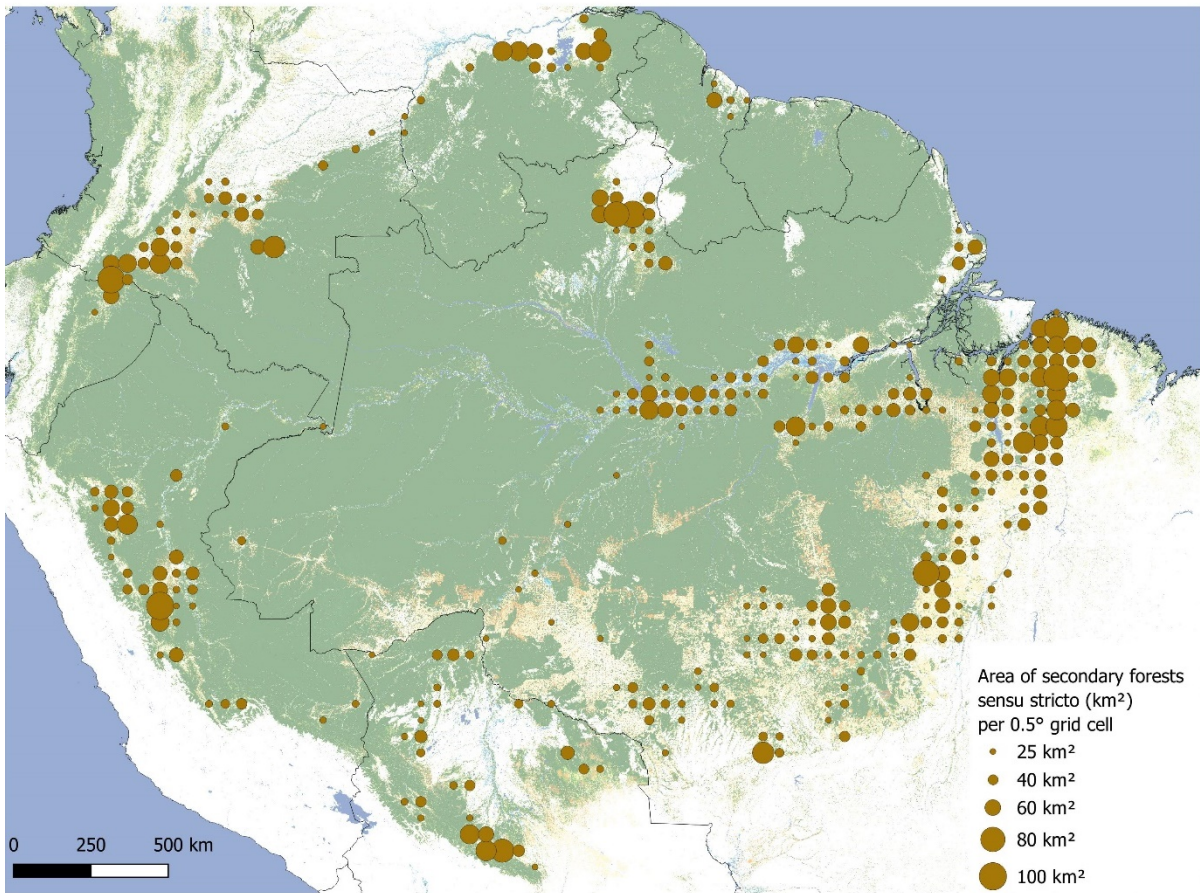 Area of secondary forests
sensu stricto (km²)
per 0.5° grid cell
25 km²
40 km²
60 km²
80 km²
100 km²
0 250 500 km